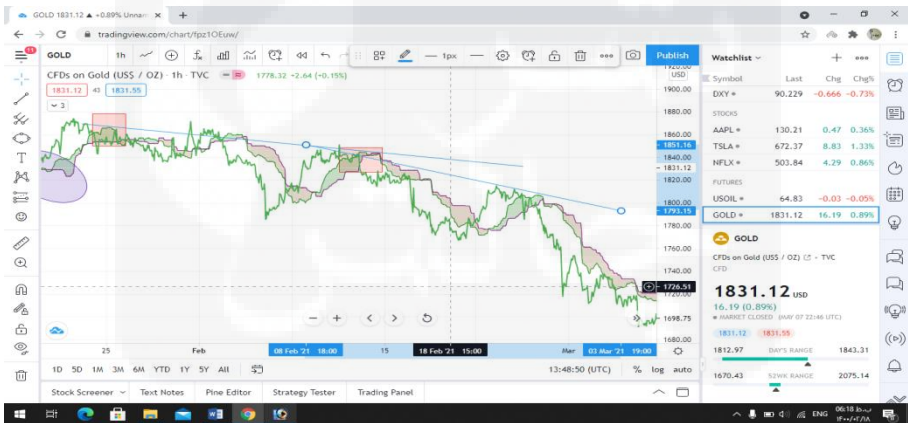 GOLD 1831.12 ▲ +0.89% Unnam
tradingview.com/chart/fpz1OEuw/
GOLD 1h 1px Publish
CFDs on Gold (US$ / OZ) · 1h · TVC 1778.32 -2.64 (-0.15%)
1831.12 43 1831.55
3
USD
1900.00
1880.00
1860.00
1851.16
1840.00
1831.12
1820.00
1800.00
1793.15
1780.00
1760.00
1740.00
1726.51
1720.00
1698.75
1680.00
25 Feb 08 Feb '21 18:00 15 18 Feb '21 15:00 Mar 03 Mar '21 19:00
1D 5D 1M 3M 6M YTD 1Y 5Y All 13:48:50 (UTC) % log auto
Stock Screener Text Notes Pine Editor Strategy Tester Trading Panel
Watchlist
Symbol Last Chg Chg%
DXY 90.229 -0.666 -0.73%
STOCKS
AAPL 130.21 0.47 0.36%
TSLA 672.37 8.83 1.33%
NFLX 503.84 4.29 0.86%
FUTURES
USOIL 64.83 -0.03 -0.05%
GOLD 1831.12 16.19 0.89%
GOLD
CFDs on Gold (US$ / OZ) - TVC
CFD
1831.12 USD
16.19 (0.89%)
MARKET CLOSED (MAY 07 22:46 UTC)
1831.12 1831.55
1812.97 DAY'S RANGE 1843.31
1670.43 52WK RANGE 2075.14
ENG 06:18 ب.ظ
۱۴۰۰/۰۲/۱۸